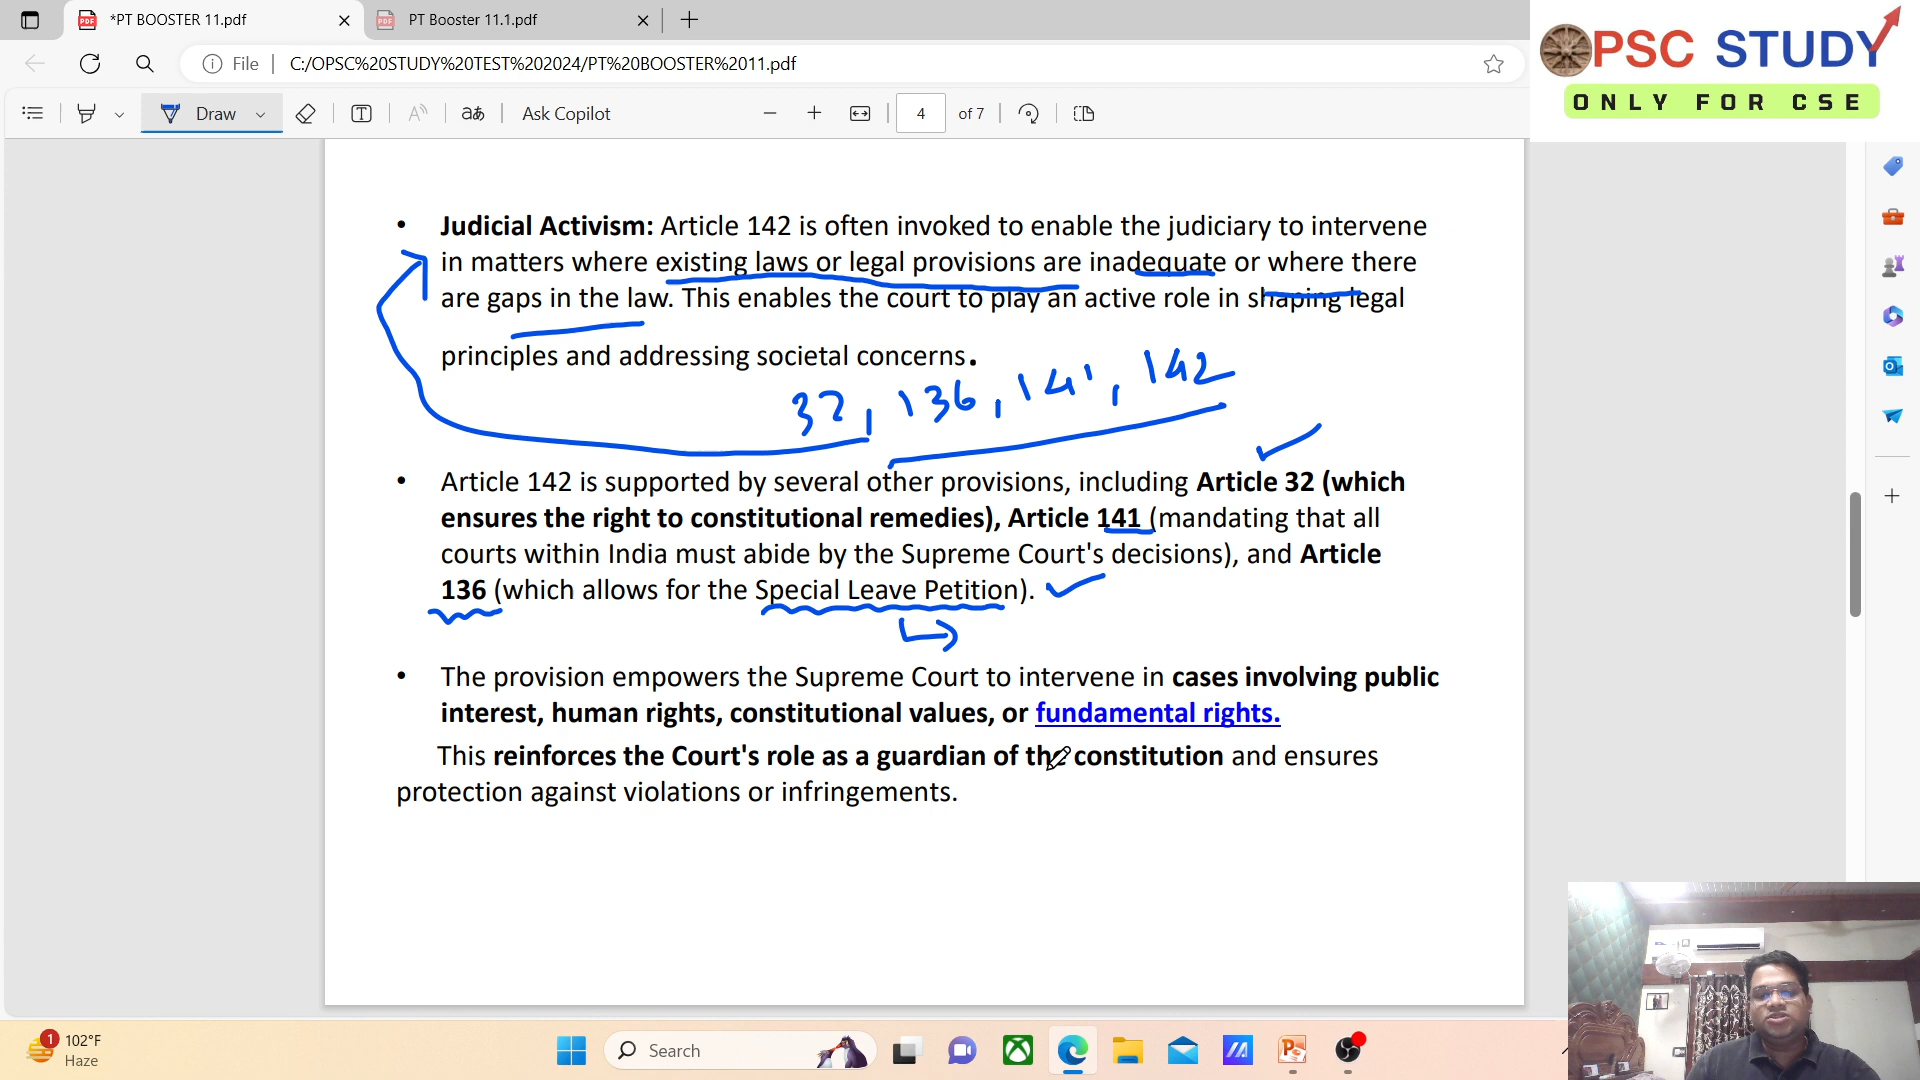 *PT BOOSTER 11.pdf
PT Booster 11.1.pdf
File
C:/OPSC%20STUDY%20TEST%202024/PT%20BOOSTER%2011.pdf
Draw
Ask Copilot
4 of 7
PSC STUDY
ONLY FOR CSE
• Judicial Activism: Article 142 is often invoked to enable the judiciary to intervene
in matters where existing laws or legal provisions are inadequate or where there
are gaps in the law. This enables the court to play an active role in shaping legal
principles and addressing societal concerns.
32, 136, 141, 142
• Article 142 is supported by several other provisions, including Article 32 (which
ensures the right to constitutional remedies), Article 141 (mandating that all
courts within India must abide by the Supreme Court's decisions), and Article
136 (which allows for the Special Leave Petition).
• The provision empowers the Supreme Court to intervene in cases involving public
interest, human rights, constitutional values, or fundamental rights.
This reinforces the Court's role as a guardian of the constitution and ensures
protection against violations or infringements.
1
102°F
Haze
Search